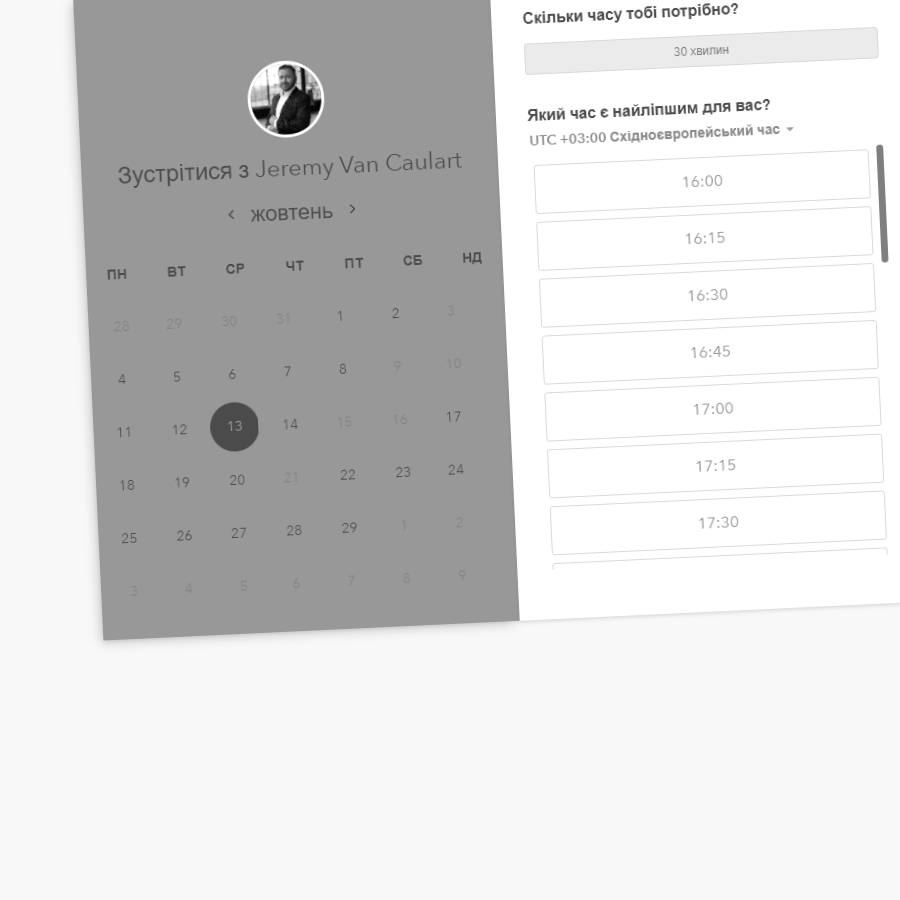 Зустрітися з Jeremy Van Caulart
‹ жовтень ›
ПН ВТ СР ЧТ ПТ СБ НД
28 29 30 31 1 2 3
4 5 6 7 8 9 10
11 12 13 14 15 16 17
18 19 20 21 22 23 24
25 26 27 28 29 1 2
3 4 5 6 7 8 9
Скільки часу тобі потрібно?
30 хвилин
Який час є найліпшим для вас?
UTC +03:00 Східноєвропейський час
16:00
16:15
16:30
16:45
17:00
17:15
17:30